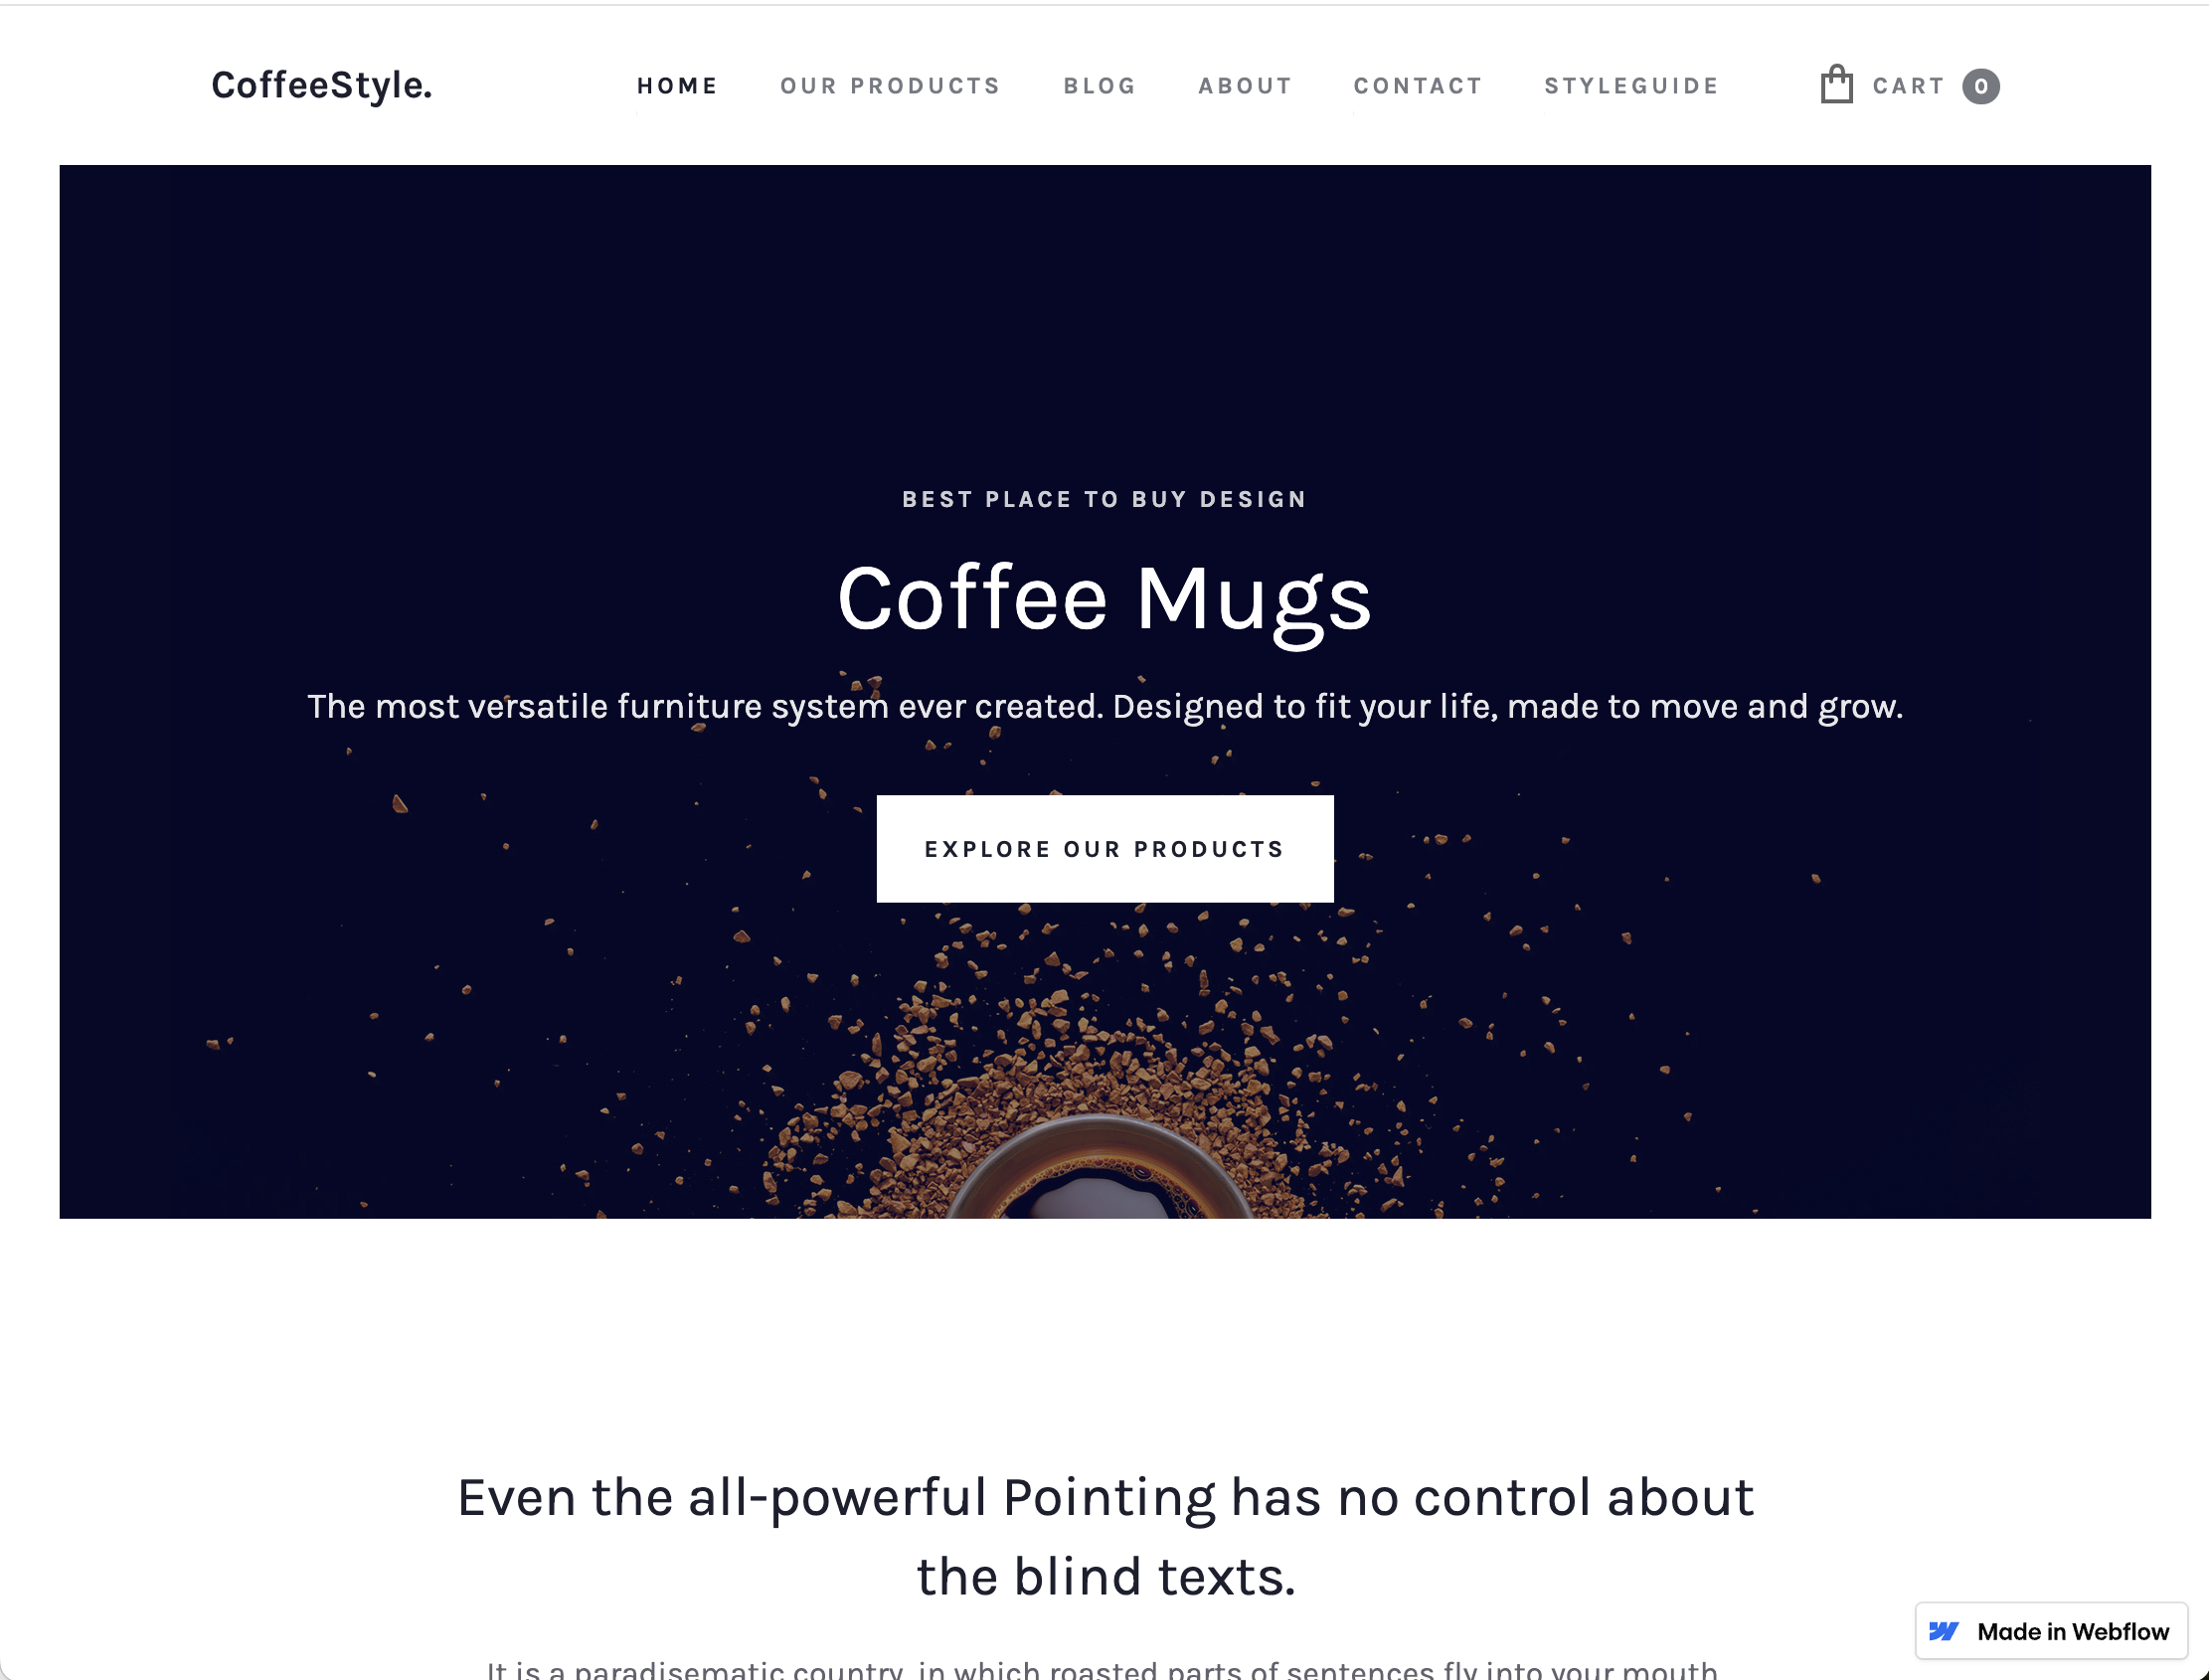 CoffeeStyle.
HOME
OUR PRODUCTS
BLOG
ABOUT
CONTACT
STYLEGUIDE
CART
0
BEST PLACE TO BUY DESIGN
Coffee Mugs
The most versatile furniture system ever created. Designed to fit your life, made to move and grow.
EXPLORE OUR PRODUCTS
Even the all-powerful Pointing has no control about
the blind texts.
It is a paradisematic country, in which roasted parts of sentences fly into your mouth
Made in Webflow